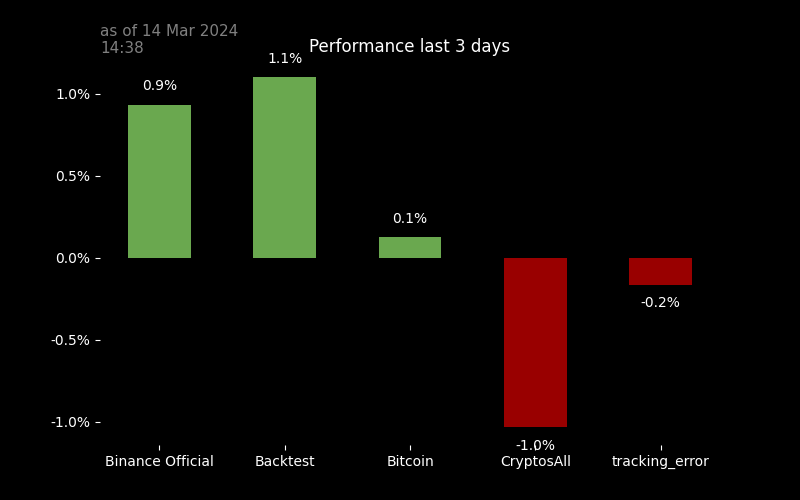 as of 14 Mar 2024
14:38
Performance last 3 days
1.1%
0.9%
1.0%
0.5%
0.1%
0.0%
-0.2%
-0.5%
-1.0%
-1.0%
Binance Official
Backtest
Bitcoin
CryptosAll
tracking_error